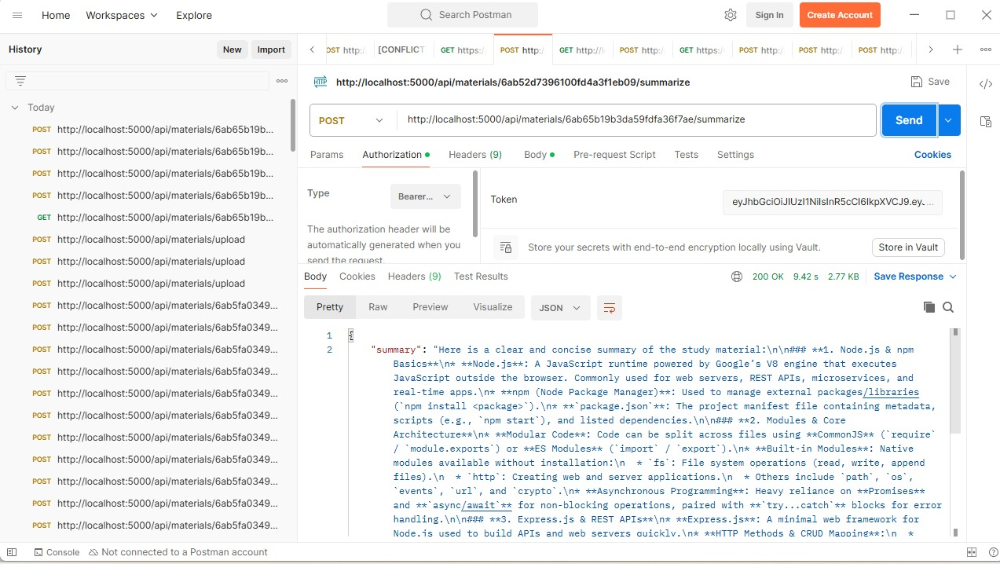 Home
Workspaces
Explore
Search Postman
Sign In
Create Account
History
New
Import
OST http:/
[CONFLICT
GET https:
POST http:
GET http://l
POST http:/
GET https:
POST http:/
POST http:/
POST http:/
http://localhost:5000/api/materials/6ab52d7396100fd4a3f1eb09/summarize
Save
Today
POST http://localhost:5000/api/materials/6ab65b19b...
POST http://localhost:5000/api/materials/6ab65b19b...
POST http://localhost:5000/api/materials/6ab65b19b...
POST http://localhost:5000/api/materials/6ab65b19b...
GET http://localhost:5000/api/materials/6ab65b19b...
POST http://localhost:5000/api/materials/upload
POST http://localhost:5000/api/materials/upload
POST http://localhost:5000/api/materials/upload
POST http://localhost:5000/api/materials/6ab5fa0349...
POST http://localhost:5000/api/materials/6ab5fa0349...
POST http://localhost:5000/api/materials/6ab5fa0349...
POST http://localhost:5000/api/materials/6ab5fa0349...
POST http://localhost:5000/api/materials/6ab5fa0349...
POST http://localhost:5000/api/materials/6ab5fa0349...
POST http://localhost:5000/api/materials/6ab5fa0349...
POST http://localhost:5000/api/materials/6ab5fa0349...
POST http://localhost:5000/api/materials/6ab5fa0349...
POST http://localhost:5000/api/materials/6ab5fa0349...
POST http://localhost:5000/api/materials/6ab5fa0349...
POST
http://localhost:5000/api/materials/6ab65b19b3da59fdfa36f7ae/summarize
Send
Params
Authorization
Headers (9)
Body
Pre-request Script
Tests
Settings
Cookies
Type
Bearer...
The authorization header will be
automatically generated when you
send the request.
Token
eyJhbGciOiJIUzI1NiIsInR5cCI6IkpXVCJ9.eyJ...
Store your secrets with end-to-end encryption locally using Vault.
Store in Vault
Body
Cookies
Headers (9)
Test Results
200 OK
9.42 s
2.77 KB
Save Response
Pretty
Raw
Preview
Visualize
JSON
1 {
2 "summary": "Here is a clear and concise summary of the study material:\n\n### **1. Node.js & npm
Basics**\n* **Node.js**: A JavaScript runtime powered by Google’s V8 engine that executes
JavaScript outside the browser. Commonly used for web servers, REST APIs, microservices, and
real-time apps.\n* **npm (Node Package Manager)**: Used to manage external packages/libraries
(`npm install <package>`).\n* **`package.json`**: The project manifest file containing metadata,
scripts (e.g., `npm start`), and listed dependencies.\n\n### **2. Modules & Core
Architecture**\n* **Modular Code**: Code can be split across files using **CommonJS** (`require`
/ `module.exports`) or **ES Modules** (`import` / `export`).\n* **Built-in Modules**: Native
modules available without installation:\n  * `fs`: File system operations (read, write, append
files).\n  * `http`: Creating web and server applications.\n  * Others include `path`, `os`,
`events`, `url`, and `crypto`.\n* **Asynchronous Programming**: Heavy reliance on **Promises**
and **`async/await`** for non-blocking operations, paired with **`try...catch`** blocks for error
handling.\n\n### **3. Express.js & REST APIs**\n* **Express.js**: A minimal web framework for
Node.js used to build APIs and web servers quickly.\n* **HTTP Methods & CRUD Mapping**:\n  *
Console
Not connected to a Postman account